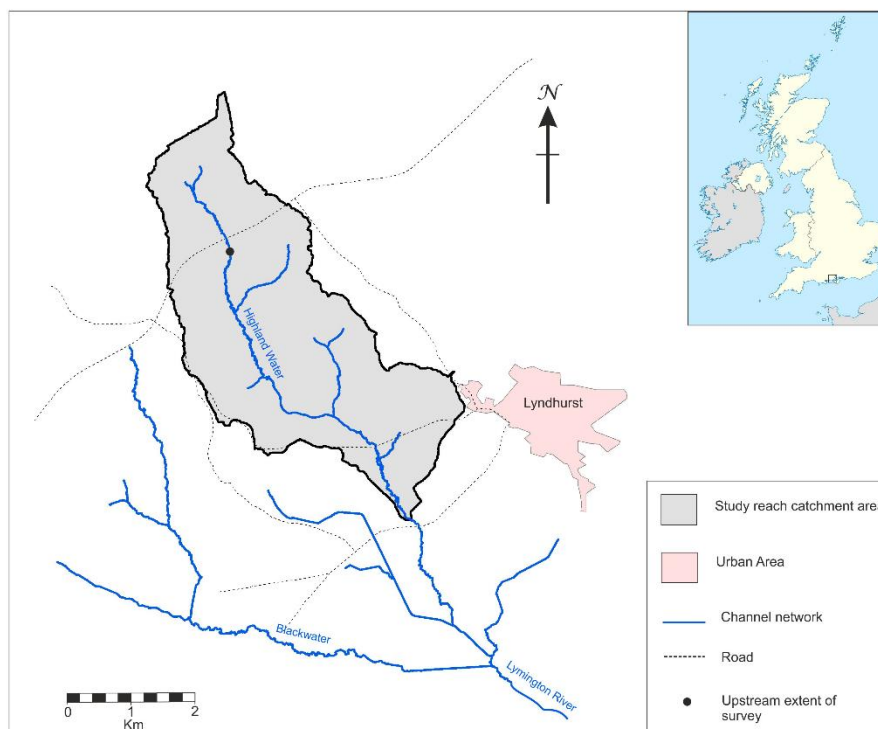 N
Highland Water
Lyndhurst
Blackwater
Lymington River
0 1 2
Km
Study reach catchment area
Urban Area
Channel network
Road
Upstream extent of
survey